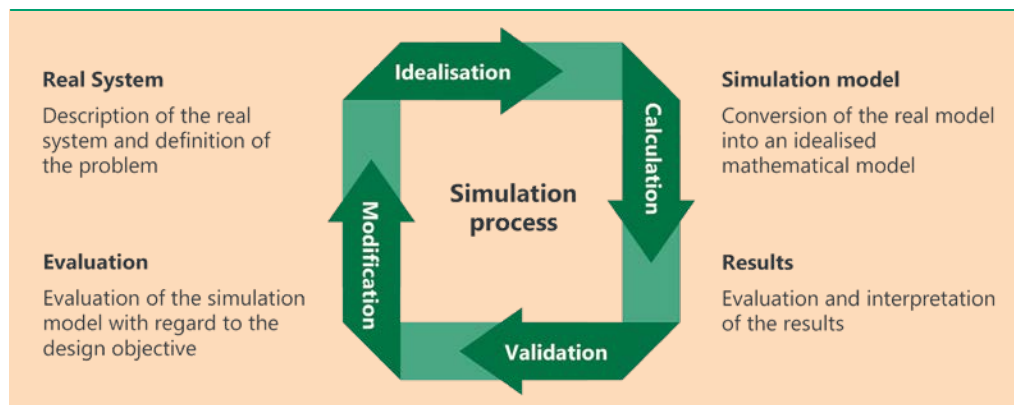 Real System
Description of the real
system and definition of
the problem
Idealisation
Simulation model
Conversion of the real model
into an idealised
mathematical model
Calculation
Simulation
process
Modification
Evaluation
Evaluation of the simulation
model with regard to the
design objective
Validation
Results
Evaluation and interpretation
of the results